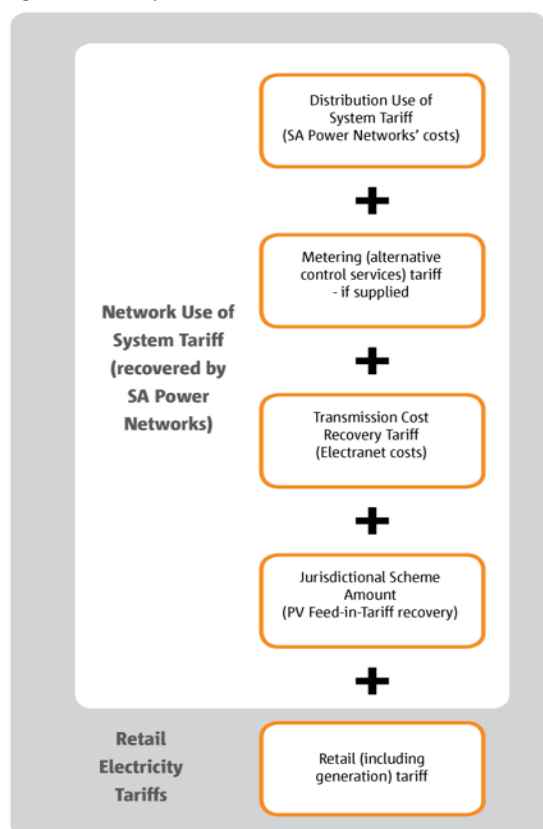 Distribution Use of
System Tariff
(SA Power Networks’ costs)
+
Metering (alternative
control services) tariff
- if supplied
+
Network Use of
System Tariff
(recovered by
SA Power
Networks)
Transmission Cost
Recovery Tariff
(Electranet costs)
+
Jurisdictional Scheme
Amount
(PV Feed-in-Tariff recovery)
+
Retail
Electricity
Tariffs
Retail (including
generation) tariff